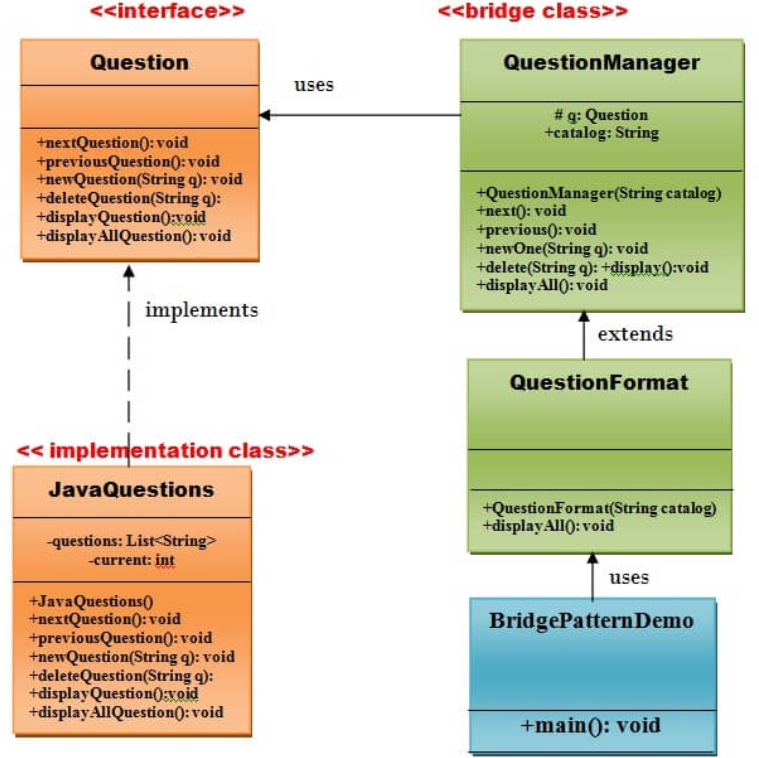 <<interface>>
Question
+nextQuestion(): void
+previousQuestion(): void
+newQuestion(String q): void
+deleteQuestion(String q):
+displayQuestion():void
+displayAllQuestion(): void
uses
<<bridge class>>
QuestionManager
# q: Question
+catalog: String
+QuestionManager(String catalog)
+next(): void
+previous(): void
+newOne(String q): void
+delete(String q): +display():void
+displayAll(): void
implements
extends
<< implementation class>>
JavaQuestions
-questions: List<String>
-current: int
+JavaQuestions()
+nextQuestion(): void
+previousQuestion(): void
+newQuestion(String q): void
+deleteQuestion(String q):
+displayQuestion():void
+displayAllQuestion(): void
QuestionFormat
+QuestionFormat(String catalog)
+displayAll(): void
uses
BridgePatternDemo
+main(): void